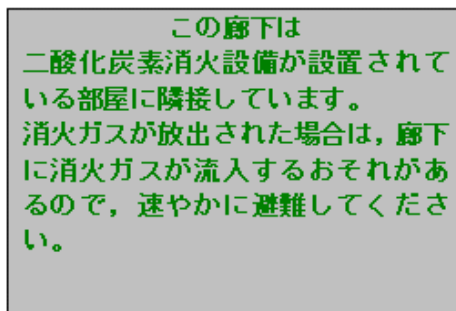 この廊下は
二酸化炭素消火設備が設置されて
いる部屋に隣接しています。
消火ガスが放出された場合は，廊下
に消火ガスが流入するおそれがあ
るので，速やかに避難してくださ
い。